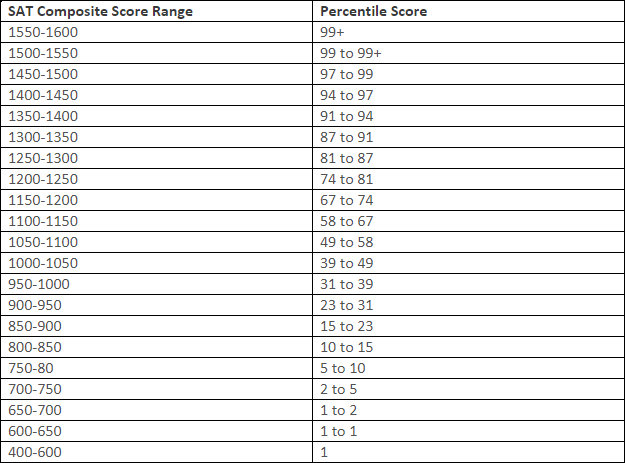 SAT Composite Score Range Percentile Score
1550-1600 99+
1500-1550 99 to 99+
1450-1500 97 to 99
1400-1450 94 to 97
1350-1400 91 to 94
1300-1350 87 to 91
1250-1300 81 to 87
1200-1250 74 to 81
1150-1200 67 to 74
1100-1150 58 to 67
1050-1100 49 to 58
1000-1050 39 to 49
950-1000 31 to 39
900-950 23 to 31
850-900 15 to 23
800-850 10 to 15
750-80 5 to 10
700-750 2 to 5
650-700 1 to 2
600-650 1 to 1
400-600 1